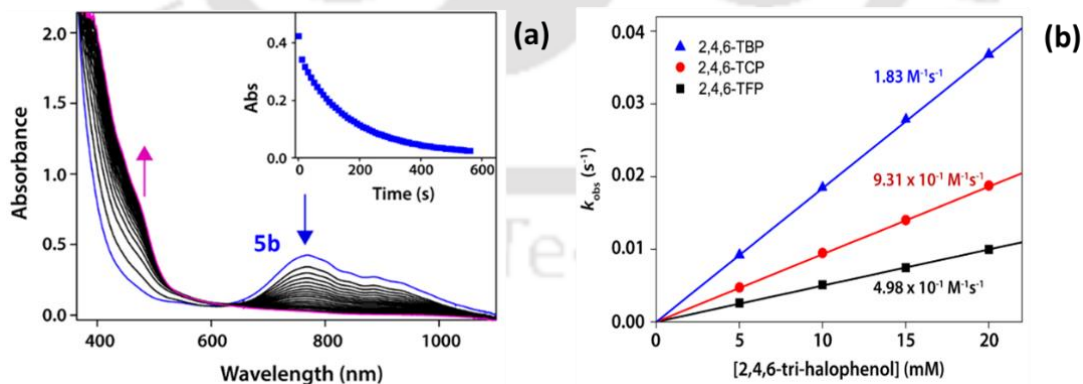 (a)
2.0
1.5
1.0
0.5
0.0
Absorbance
400
600
800
1000
Wavelength (nm)
5b
0.4
0.2
0.0
Abs
0
200
400
600
Time (s)
(b)
0.04
0.03
0.02
0.01
0.00
k obs (s⁻¹)
2,4,6-TBP
2,4,6-TCP
2,4,6-TFP
1.83 M⁻¹s⁻¹
9.31 x 10⁻¹ M⁻¹s⁻¹
4.98 x 10⁻¹ M⁻¹s⁻¹
0
5
10
15
20
[2,4,6-tri-halophenol] (mM)
Te